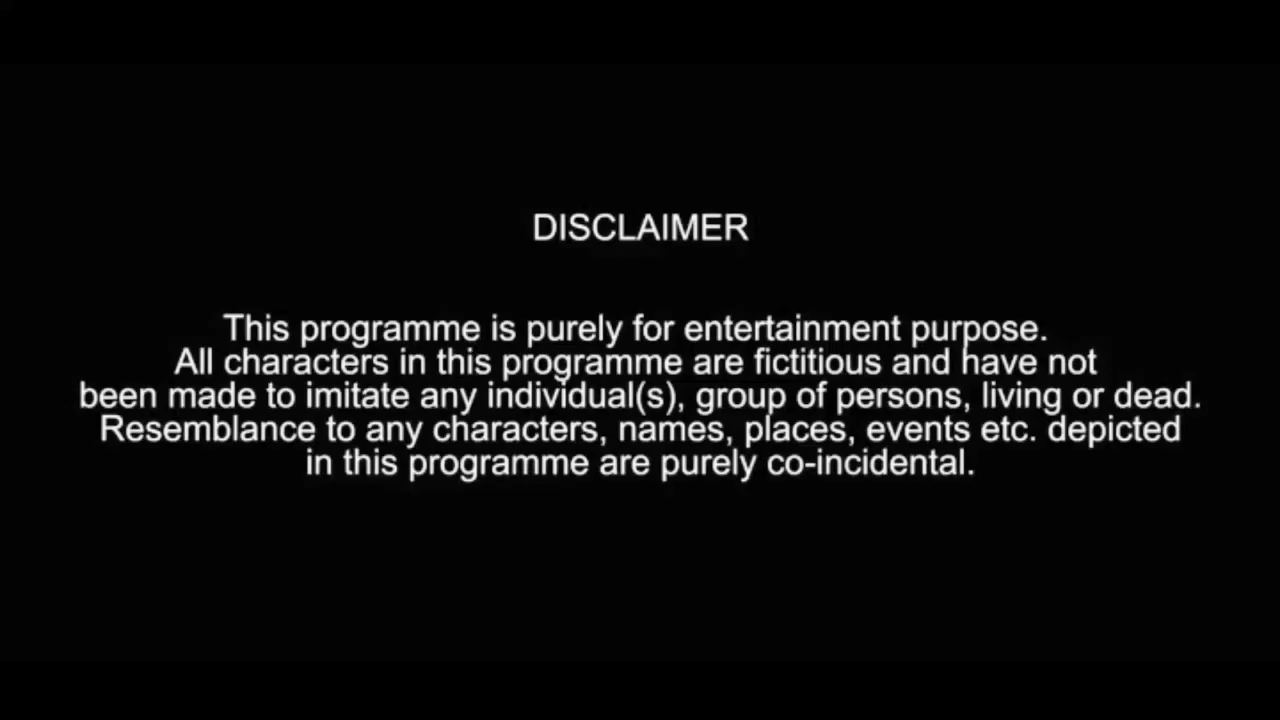 DISCLAIMER
This programme is purely for entertainment purpose.
All characters in this programme are fictitious and have not
been made to imitate any individual(s), group of persons, living or dead.
Resemblance to any characters, names, places, events etc. depicted
in this programme are purely co-incidental.